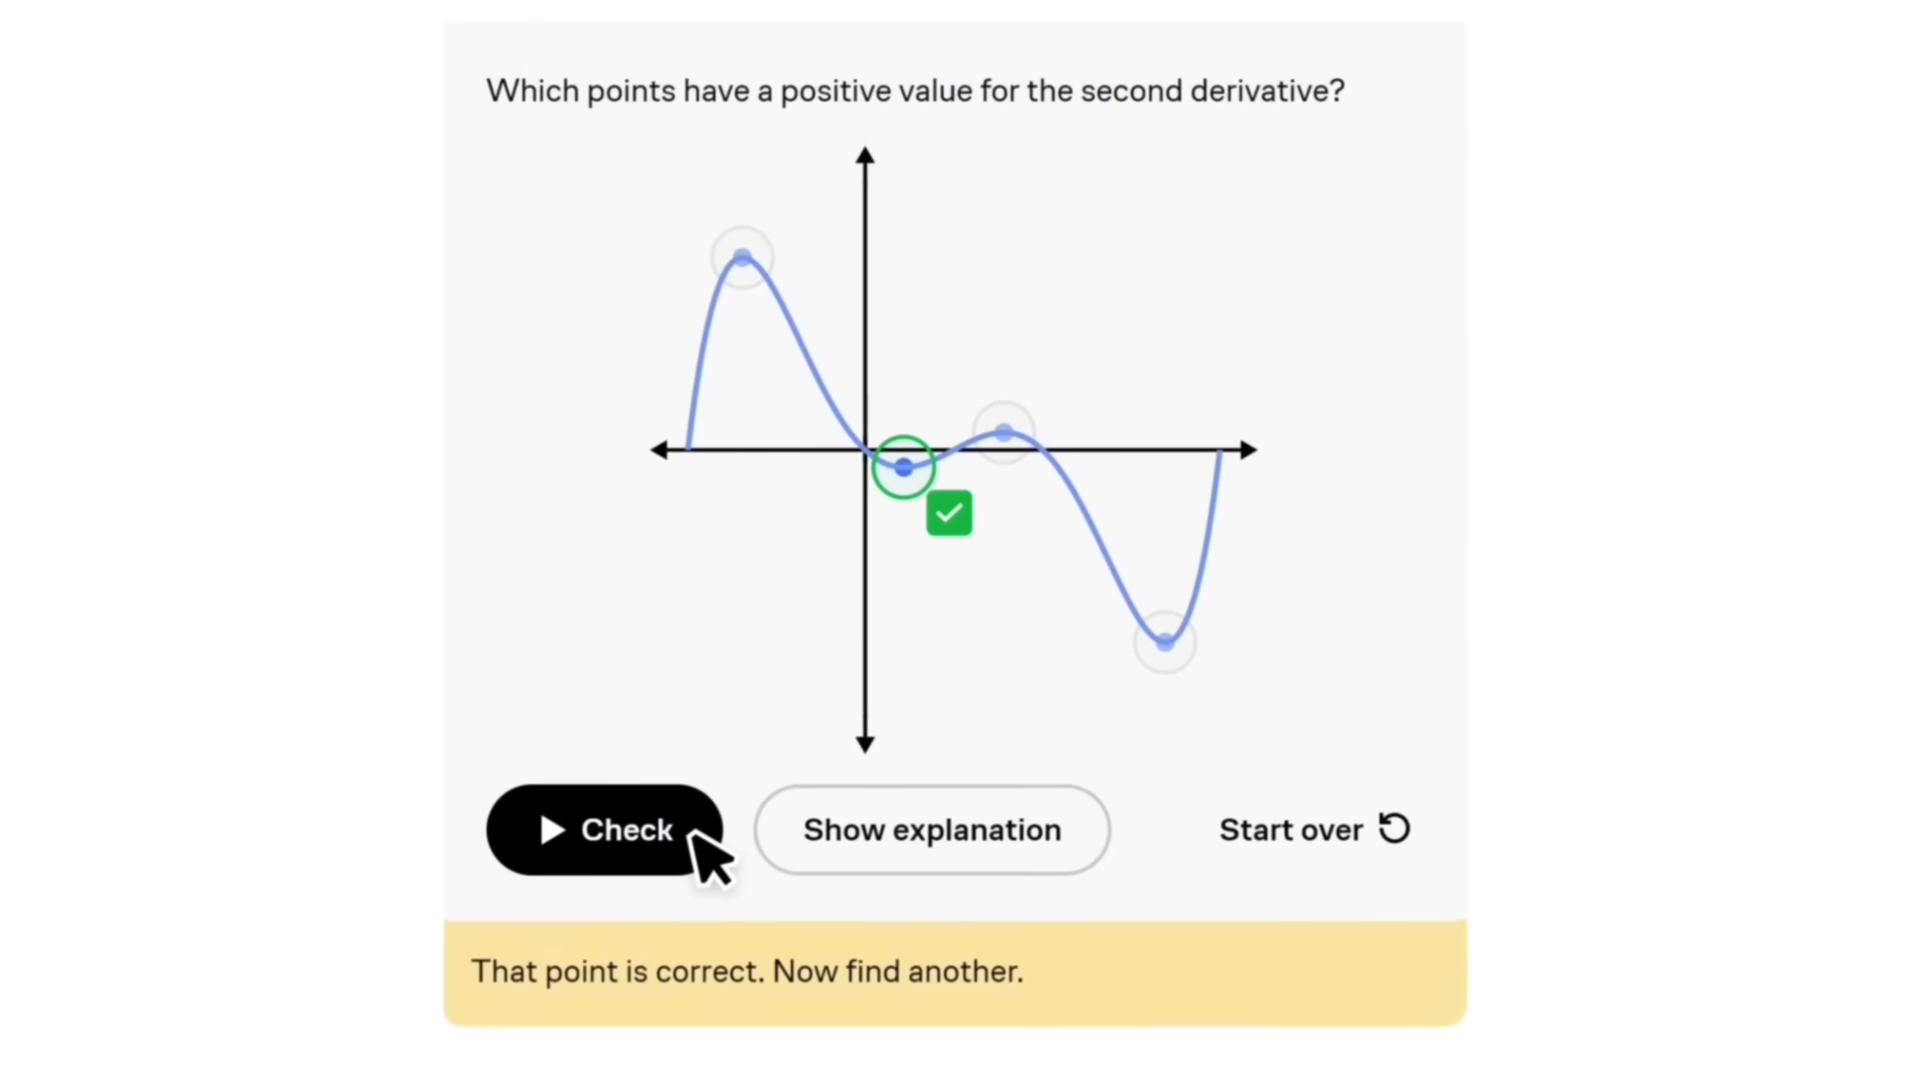 Which points have a positive value for the second derivative?
Check
Show explanation
Start over
That point is correct. Now find another.